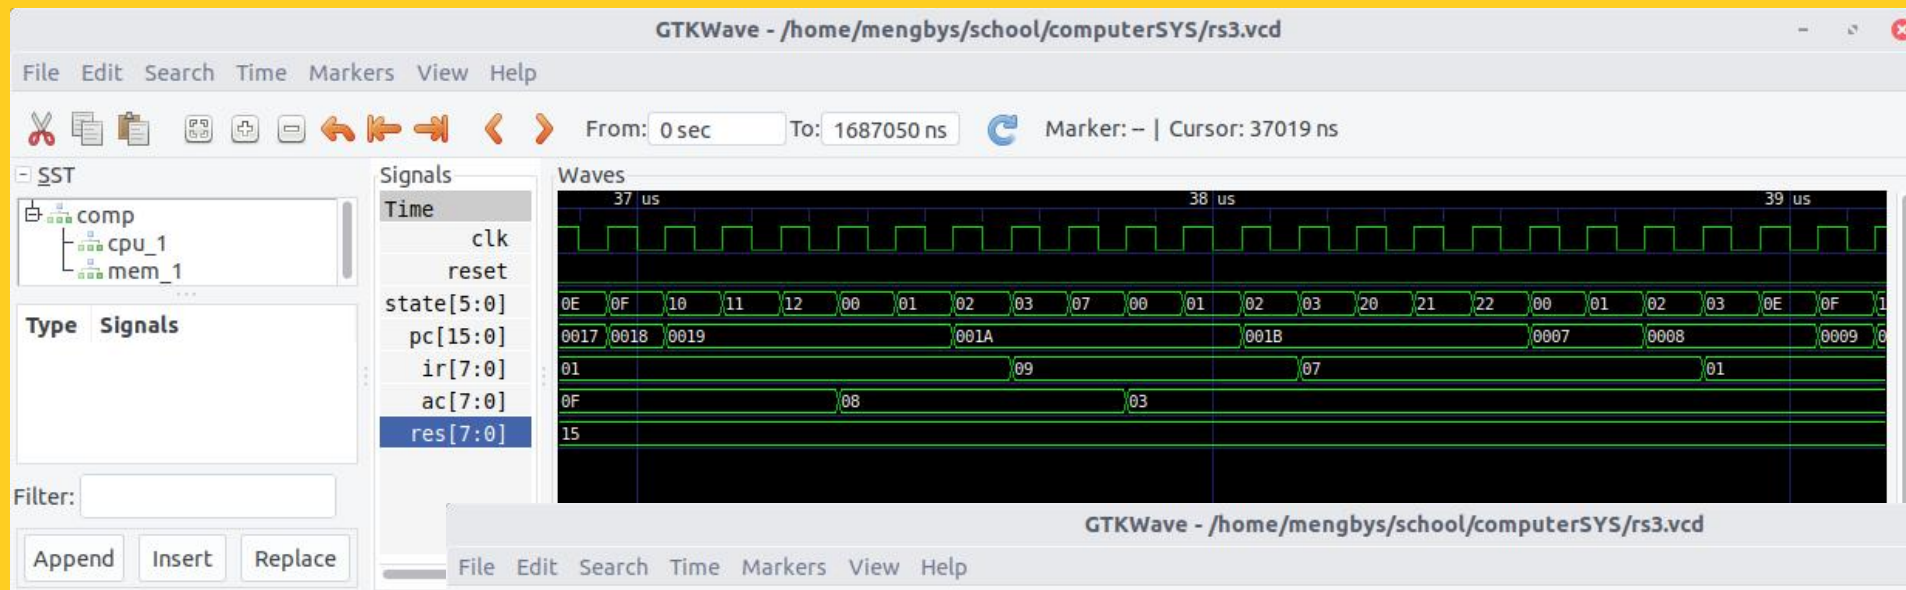 GTKWave - /home/mengbys/school/computerSYS/rs3.vcd
File Edit Search Time Markers View Help
From: 0 sec To: 1687050 ns Marker: -- | Cursor: 37019 ns
SST
comp
cpu_1
mem_1
Type Signals
Filter:
Append Insert Replace
Signals
Time
clk
reset
state[5:0]
pc[15:0]
ir[7:0]
ac[7:0]
res[7:0]
Waves
37 us 38 us 39 us
0E 0F 10 11 12 00 01 02 03 07 00 01 02 03 20 21 22 00 01 02 03 0E 0F 1
0017 0018 0019 001A 001B 0007 0008 0009 0
01 09 07 01
0F 08 03
15
GTKWave - /home/mengbys/school/computerSYS/rs3.vcd
File Edit Search Time Markers View Help